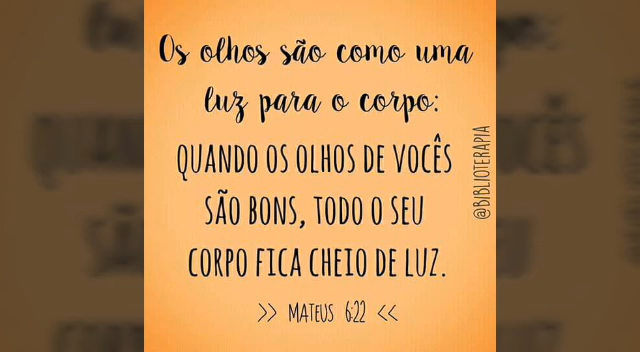 Os olhos são como uma
luz para o corpo:
QUANDO OS OLHOS DE VOCÊS
SÃO BONS, TODO O SEU
CORPO FICA CHEIO DE LUZ.
>> MATEUS 6:22 <<
@BIBLIOTERAPIA